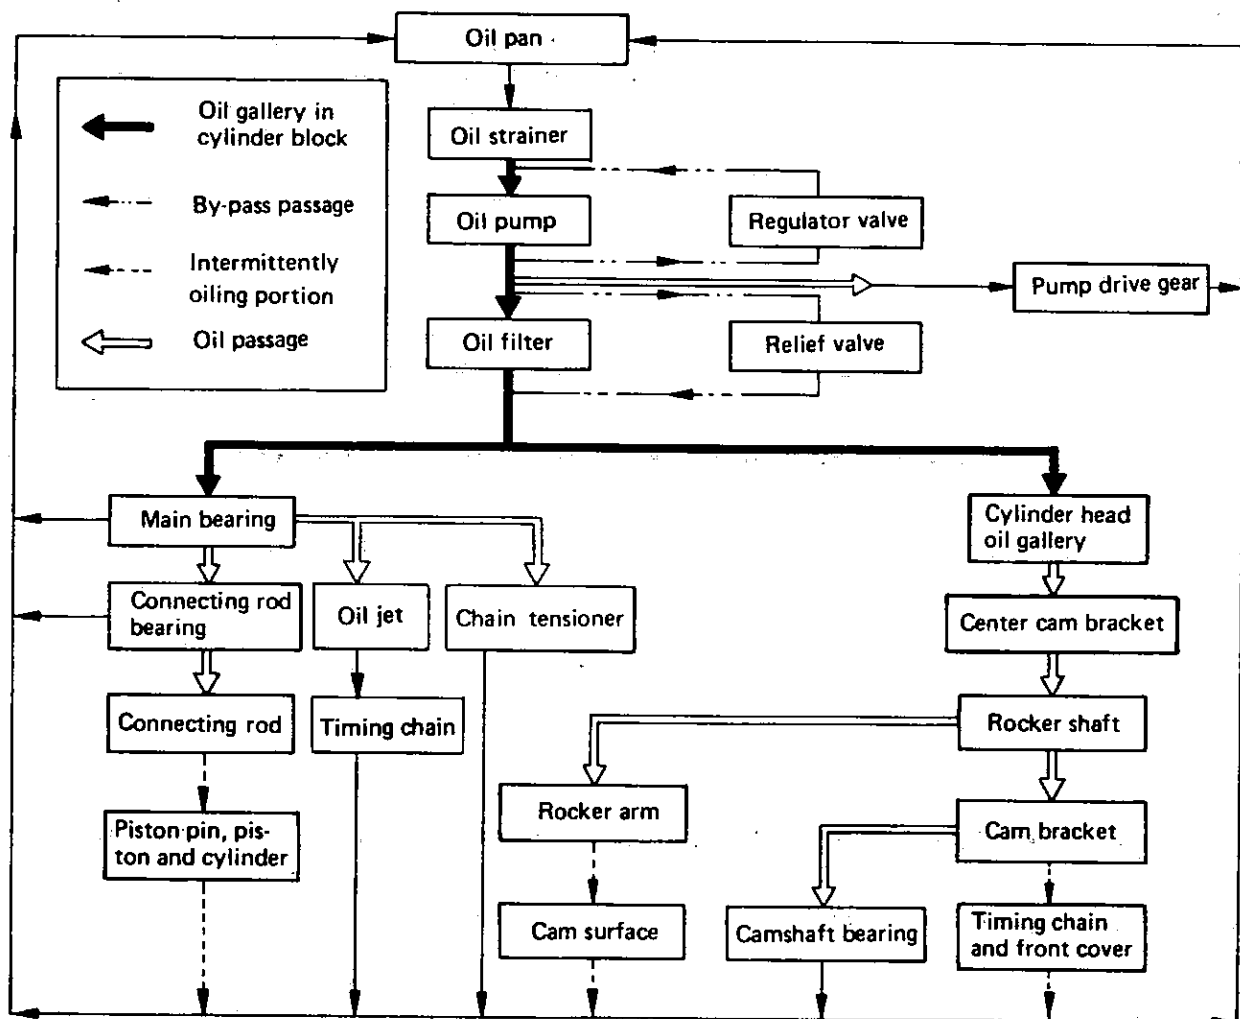 Oil pan
Oil gallery in
cylinder block
By-pass passage
Intermittently
oiling portion
Oil passage
Oil strainer
Oil pump
Regulator valve
Pump drive gear
Oil filter
Relief valve
Main bearing
Cylinder head
oil gallery
Connecting rod
bearing
Oil jet
Chain tensioner
Center cam bracket
Connecting rod
Timing chain
Rocker shaft
Rocker arm
Cam bracket
Piston pin, pis-
ton and cylinder
Cam surface
Camshaft bearing
Timing chain
and front cover